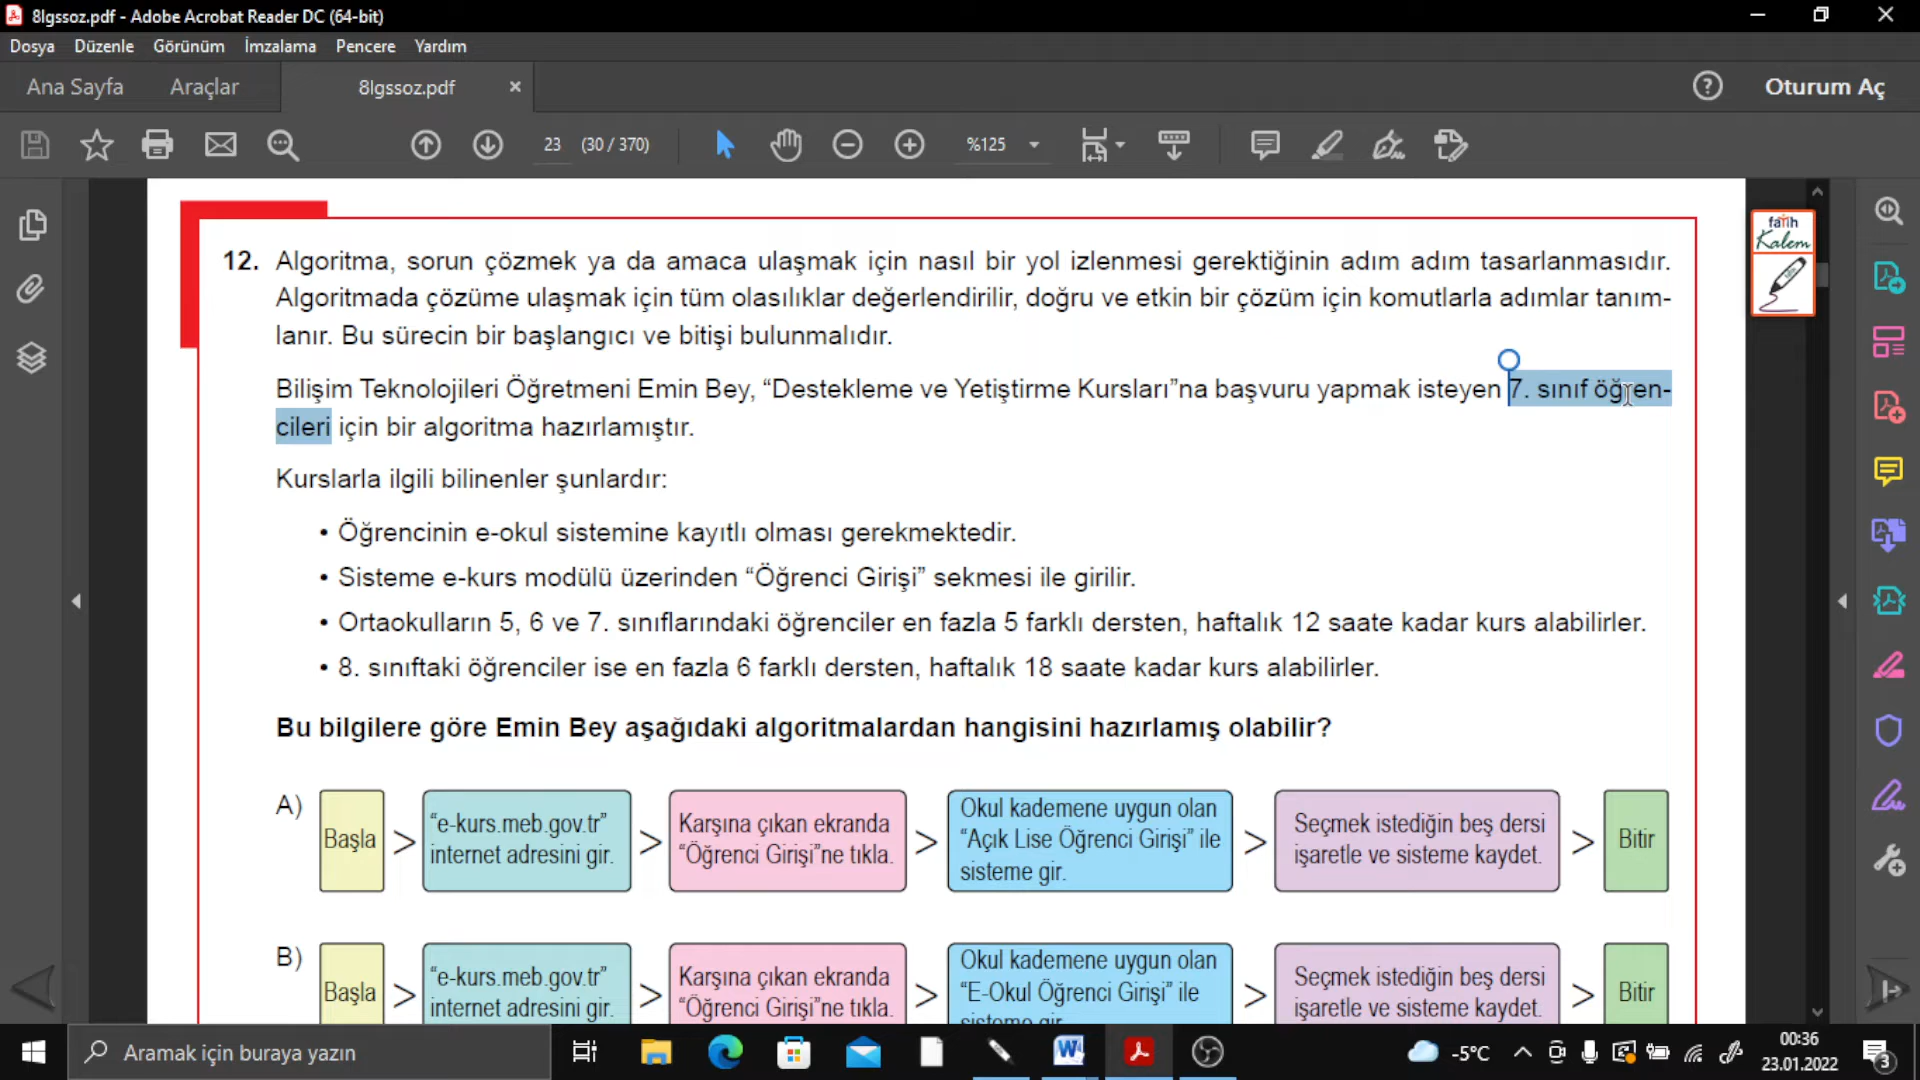 8lgssoz.pdf - Adobe Acrobat Reader DC (64-bit)
Dosya Düzenle Görünüm İmzalama Pencere Yardım
Ana Sayfa Araçlar 8lgssoz.pdf Oturum Aç
23 (30 / 370) %125
fatih
Kalem
12. Algoritma, sorun çözmek ya da amaca ulaşmak için nasıl bir yol izlenmesi gerektiğinin adım adım tasarlanmasıdır.
Algoritmada çözüme ulaşmak için tüm olasılıklar değerlendirilir, doğru ve etkin bir çözüm için komutlarla adımlar tanım-
lanır. Bu sürecin bir başlangıcı ve bitişi bulunmalıdır.
Bilişim Teknolojileri Öğretmeni Emin Bey, “Destekleme ve Yetiştirme Kursları”na başvuru yapmak isteyen 7. sınıf öğren-
cileri için bir algoritma hazırlamıştır.
Kurslarla ilgili bilinenler şunlardır:
• Öğrencinin e-okul sistemine kayıtlı olması gerekmektedir.
• Sisteme e-kurs modülü üzerinden “Öğrenci Girişi” sekmesi ile girilir.
• Ortaokulların 5, 6 ve 7. sınıflarındaki öğrenciler en fazla 5 farklı dersten, haftalık 12 saate kadar kurs alabilirler.
• 8. sınıftaki öğrenciler ise en fazla 6 farklı dersten, haftalık 18 saate kadar kurs alabilirler.
Bu bilgilere göre Emin Bey aşağıdaki algoritmalardan hangisini hazırlamış olabilir?
A)
Başla
>
“e-kurs.meb.gov.tr”
internet adresini gir.
>
Karşına çıkan ekranda
“Öğrenci Girişi”ne tıkla.
>
Okul kademene uygun olan
“Açık Lise Öğrenci Girişi” ile
sisteme gir.
>
Seçmek istediğin beş dersi
işaretle ve sisteme kaydet.
>
Bitir
B)
Başla
>
“e-kurs.meb.gov.tr”
internet adresini gir.
>
Karşına çıkan ekranda
“Öğrenci Girişi”ne tıkla.
>
Okul kademene uygun olan
“E-Okul Öğrenci Girişi” ile
sisteme gir.
>
Seçmek istediğin beş dersi
işaretle ve sisteme kaydet.
>
Bitir
Aramak için buraya yazın
-5°C
00:36
23.01.2022
3